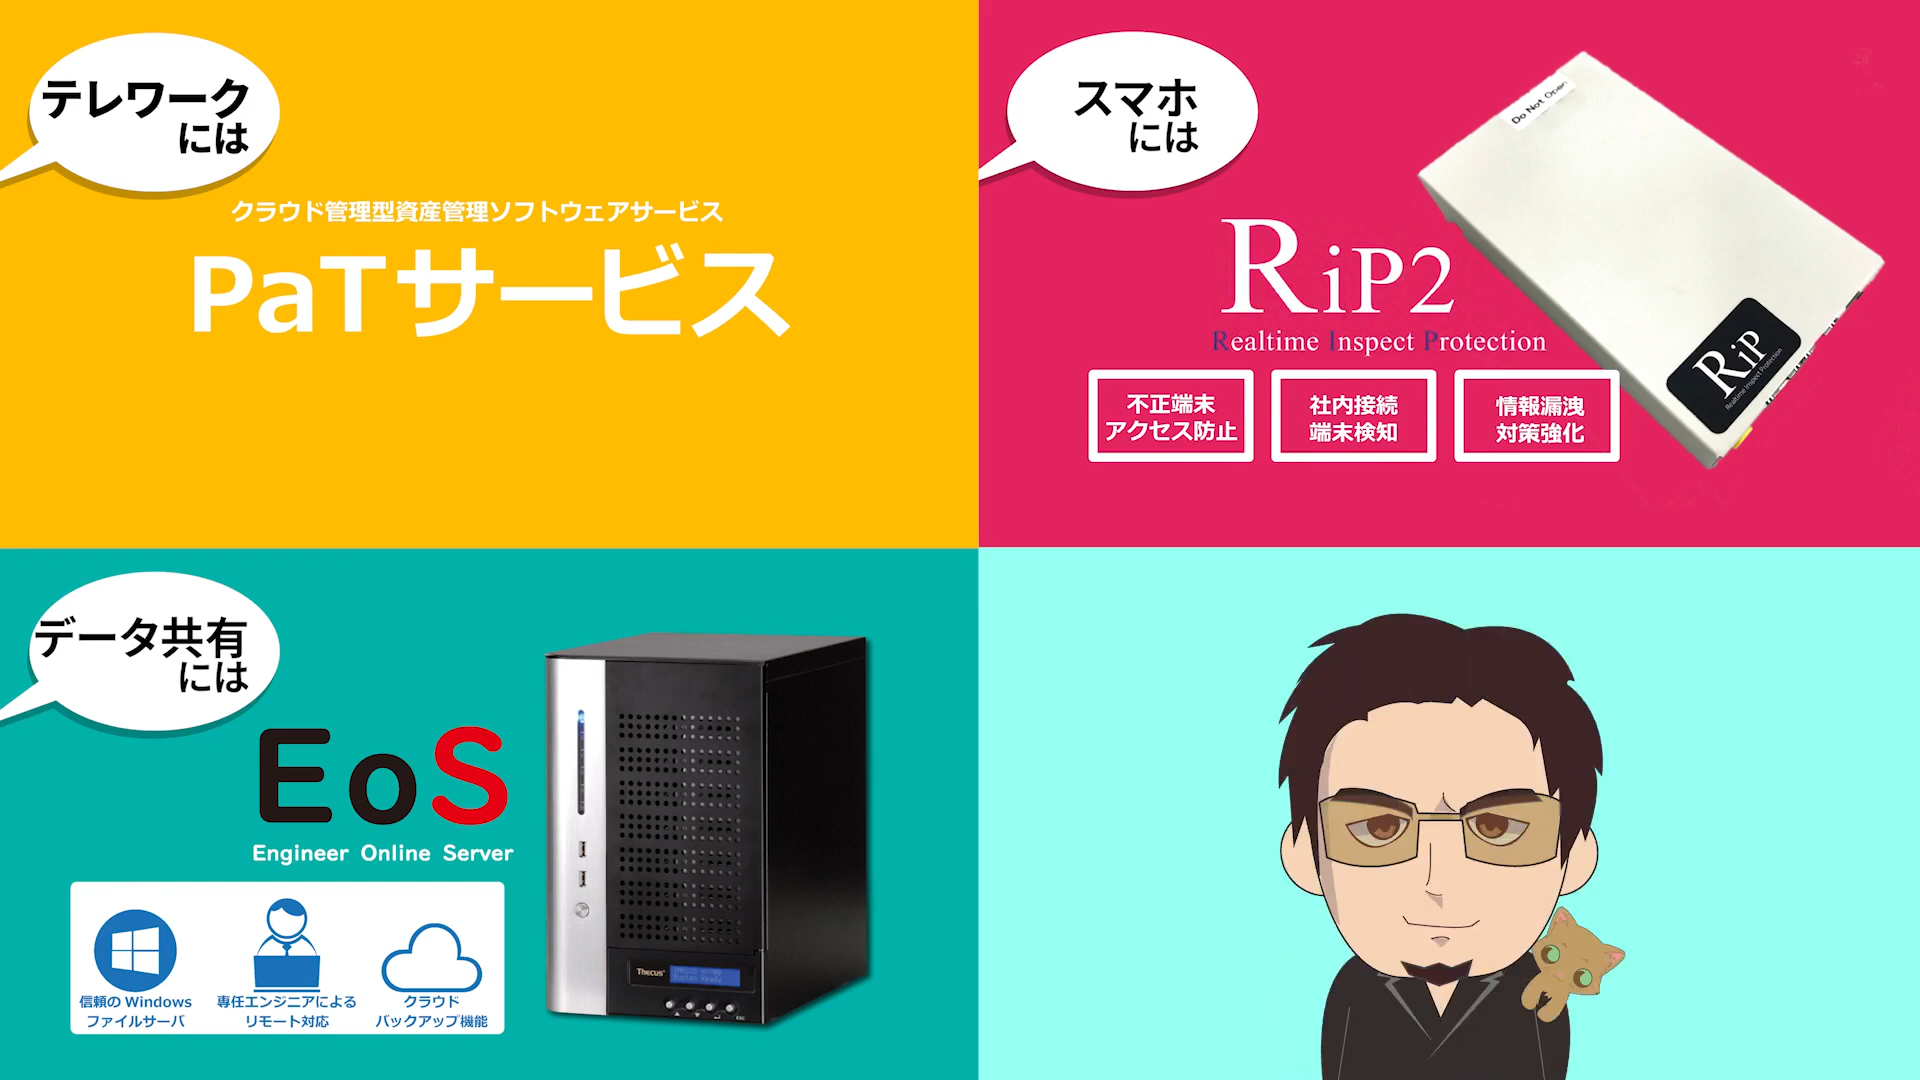 テレワーク
には
クラウド管理型資産管理ソフトウェアサービス
PaTサービス
スマホ
には
Do Not Open
RiP2
Realtime Inspect Protection
RiP
Realtime Inspect Protection
不正端末
アクセス防止
社内接続
端末検知
情報漏洩
対策強化
データ共有
には
EoS
Engineer Online Server
Thecus
信頼の Windows
ファイルサーバ
専任エンジニアによる
リモート対応
クラウド
バックアップ機能